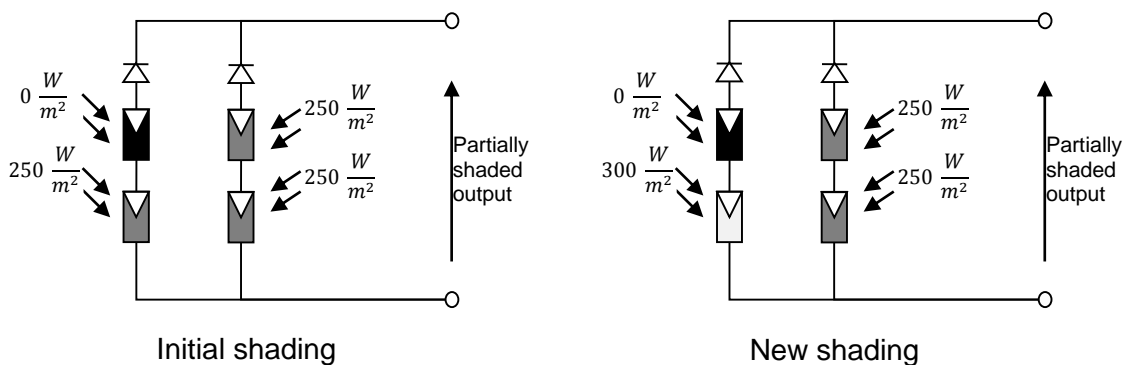 0 W/m²
250 W/m²
250 W/m²
250 W/m²
Partially
shaded
output
Initial shading
0 W/m²
300 W/m²
250 W/m²
250 W/m²
Partially
shaded
output
New shading